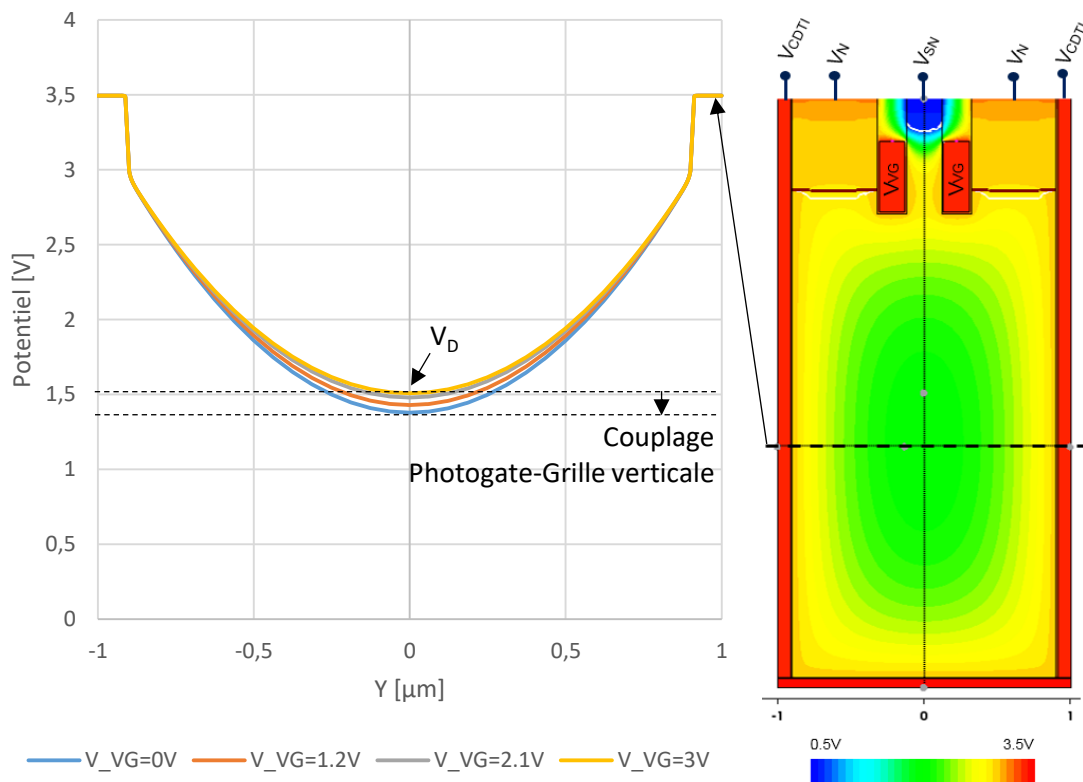 4
3,5
3
2,5
2
1,5
1
0,5
0
Potentiel [V]
-1
-0,5
0
0,5
1
Y [µm]
V_D
Couplage
Photogate-Grille verticale
V_VG=0V
V_VG=1.2V
V_VG=2.1V
V_VG=3V
V_CDTI
V_N
V_SN
V_N
V_CDTI
V_VG
V_VG
-1
0
1
0.5V
3.5V